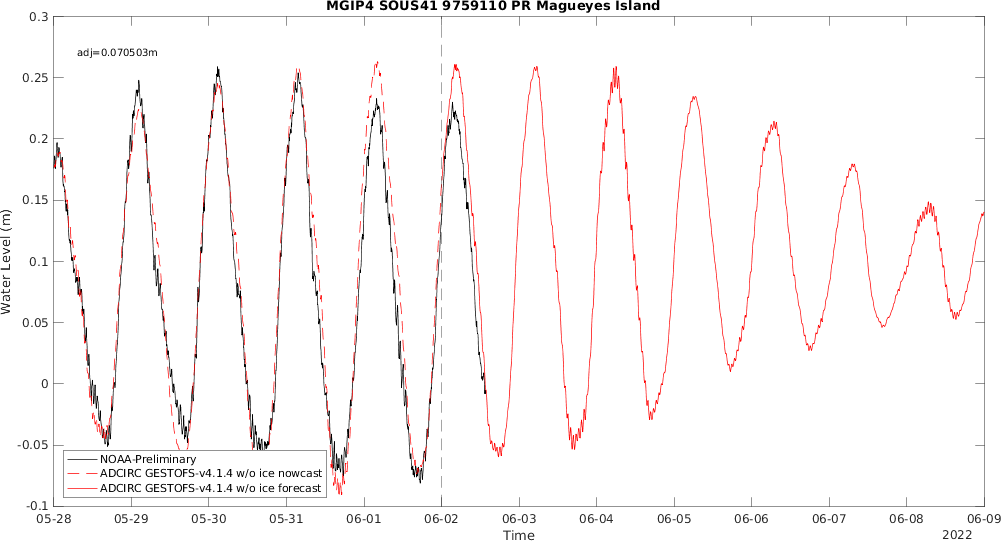 MGIP4 SOUS41 9759110 PR Magueyes Island
adj=0.070503m
0.3
0.25
0.2
0.15
0.1
0.05
0
-0.05
-0.1
Water Level (m)
NOAA-Preliminary
ADCIRC GESTOFS-v4.1.4 w/o ice nowcast
ADCIRC GESTOFS-v4.1.4 w/o ice forecast
05-28 05-29 05-30 05-31 06-01 06-02 06-03 06-04 06-05 06-06 06-07 06-08 06-09
Time
2022